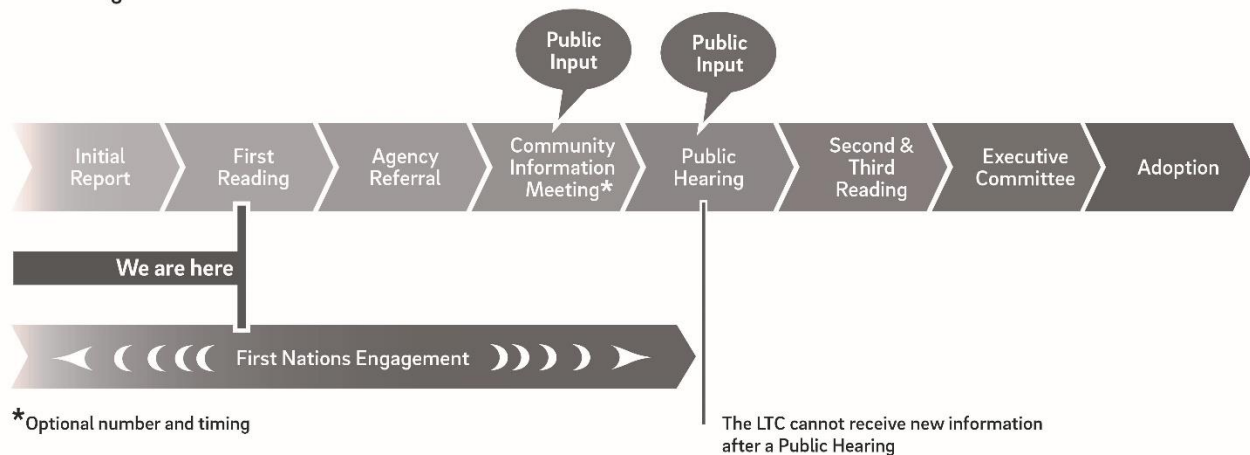 Public
Input
Public
Input
Initial
Report
First
Reading
Agency
Referral
Community
Information
Meeting*
Public
Hearing
Second &
Third
Reading
Executive
Committee
Adoption
We are here
First Nations Engagement
*Optional number and timing
The LTC cannot receive new information
after a Public Hearing